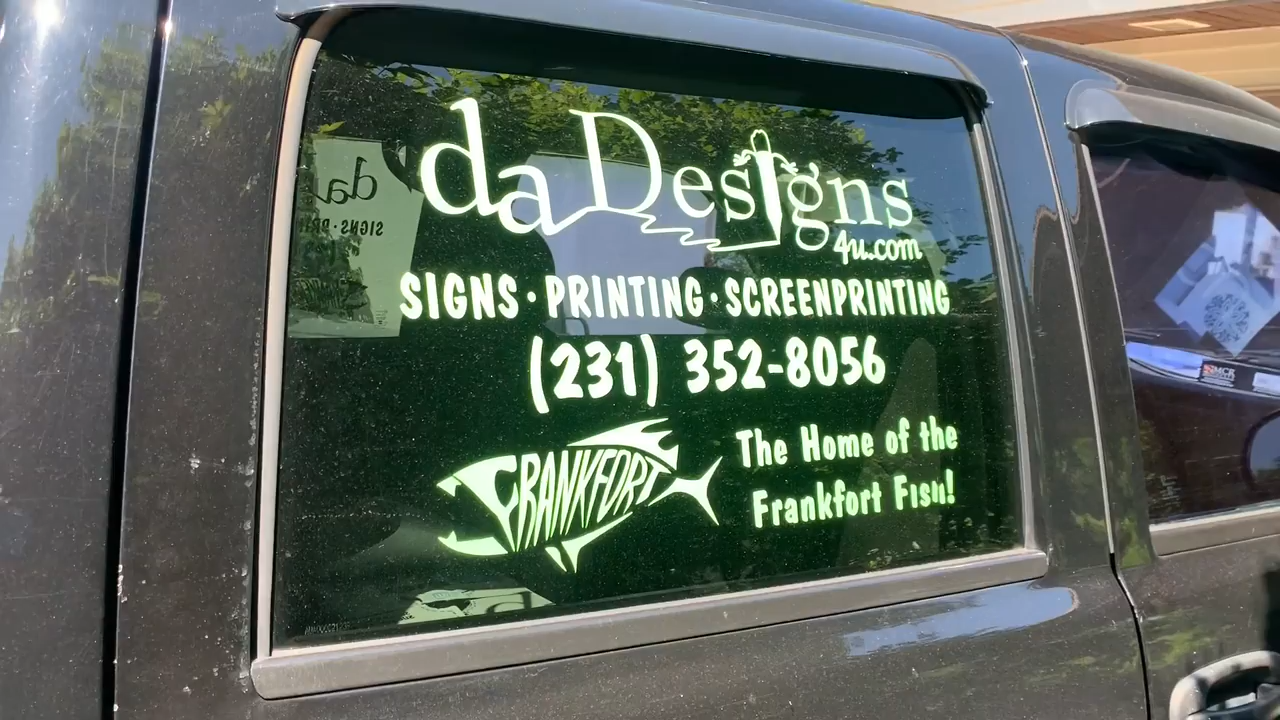 daDesigns
4u.com
SIGNS · PRINTING · SCREENPRINTING
(231) 352-8056
FRANKFORT
The Home of the
Frankfort Fish!